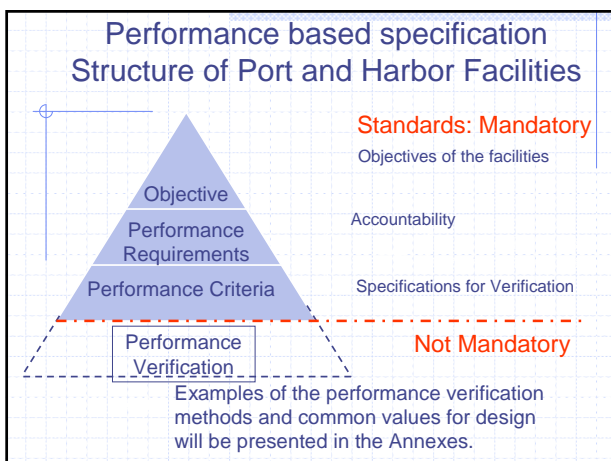 Performance based specification
Structure of Port and Harbor Facilities
Standards: Mandatory
Objectives of the facilities
Objective
Accountability
Performance
Requirements
Performance Criteria
Specifications for Verification
Performance
Verification
Not Mandatory
Examples of the performance verification
methods and common values for design
will be presented in the Annexes.